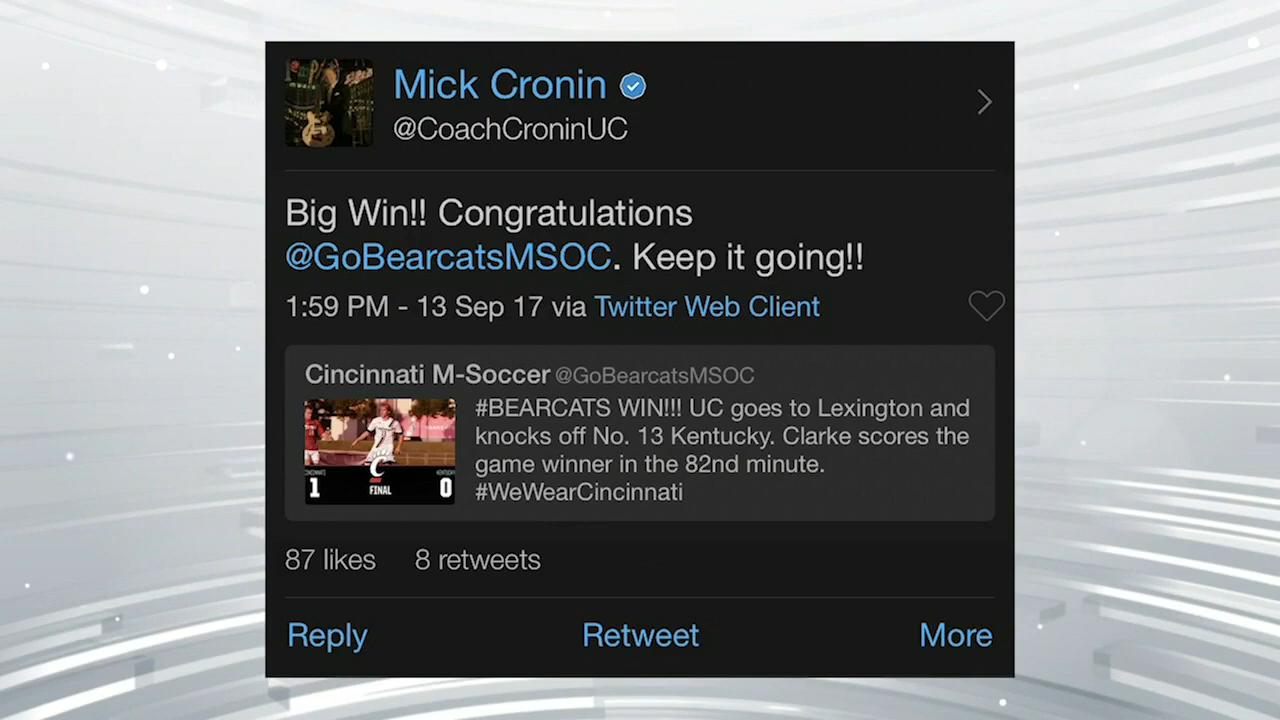 Mick Cronin
@CoachCroninUC
Big Win!! Congratulations
@GoBearcatsMSOC. Keep it going!!
1:59 PM - 13 Sep 17 via Twitter Web Client
Cincinnati M-Soccer @GoBearcatsMSOC
#BEARCATS WIN!!! UC goes to Lexington and
knocks off No. 13 Kentucky. Clarke scores the
game winner in the 82nd minute.
#WeWearCincinnati
CINCINNATI KENTUCKY
1 FINAL 0
87 likes 8 retweets
Reply Retweet More